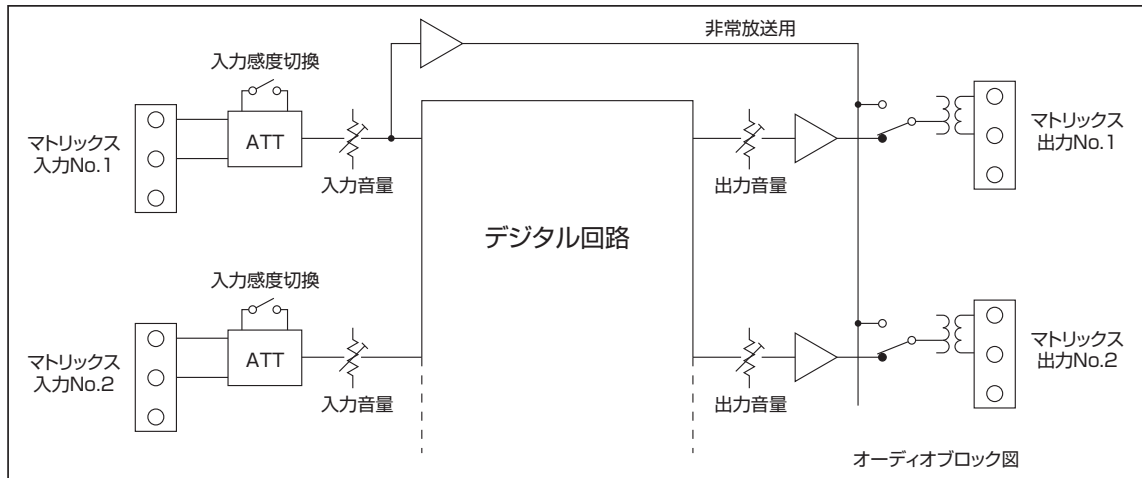 非常放送用
入力感度切換
マトリックス
入力No.1
ATT
入力音量
出力音量
マトリックス
出力No.1
デジタル回路
入力感度切換
マトリックス
入力No.2
ATT
入力音量
出力音量
マトリックス
出力No.2
オーディオブロック図